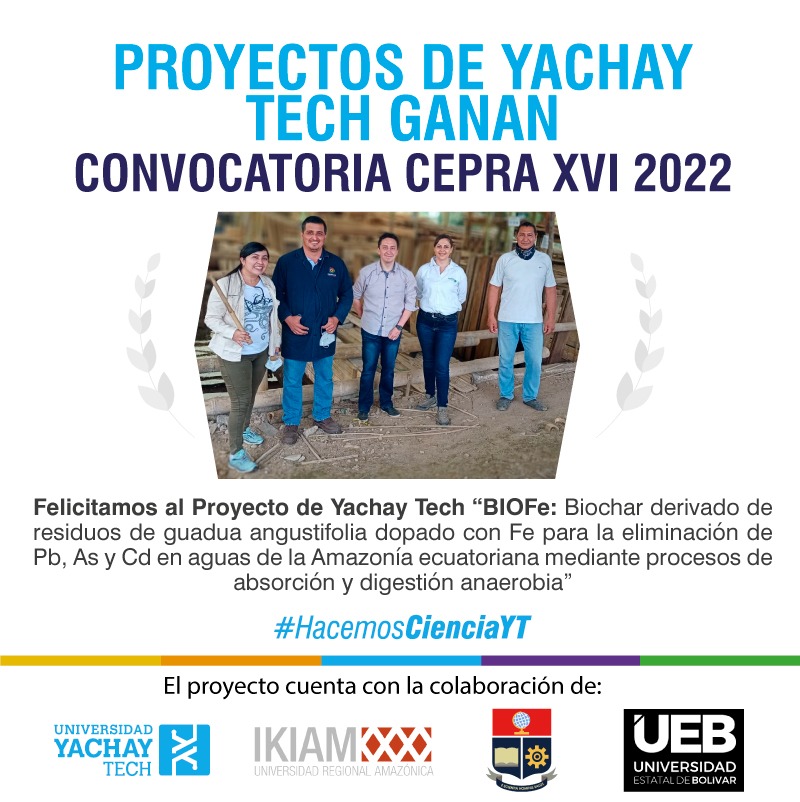 PROYECTOS DE YACHAY
TECH GANAN
CONVOCATORIA CEPRA XVI 2022
Felicitamos al Proyecto de Yachay Tech “BIOFe: Biochar derivado de
residuos de guadua angustifolia dopado con Fe para la eliminación de
Pb, As y Cd en aguas de la Amazonía ecuatoriana mediante procesos de
absorción y digestión anaerobia”
#HacemosCienciaYT
El proyecto cuenta con la colaboración de:
UNIVERSIDAD
YACHAY
TECH
IKIAM
UNIVERSIDAD REGIONAL AMAZÓNICA
UEB
UNIVERSIDAD
ESTATAL DE BOLIVAR